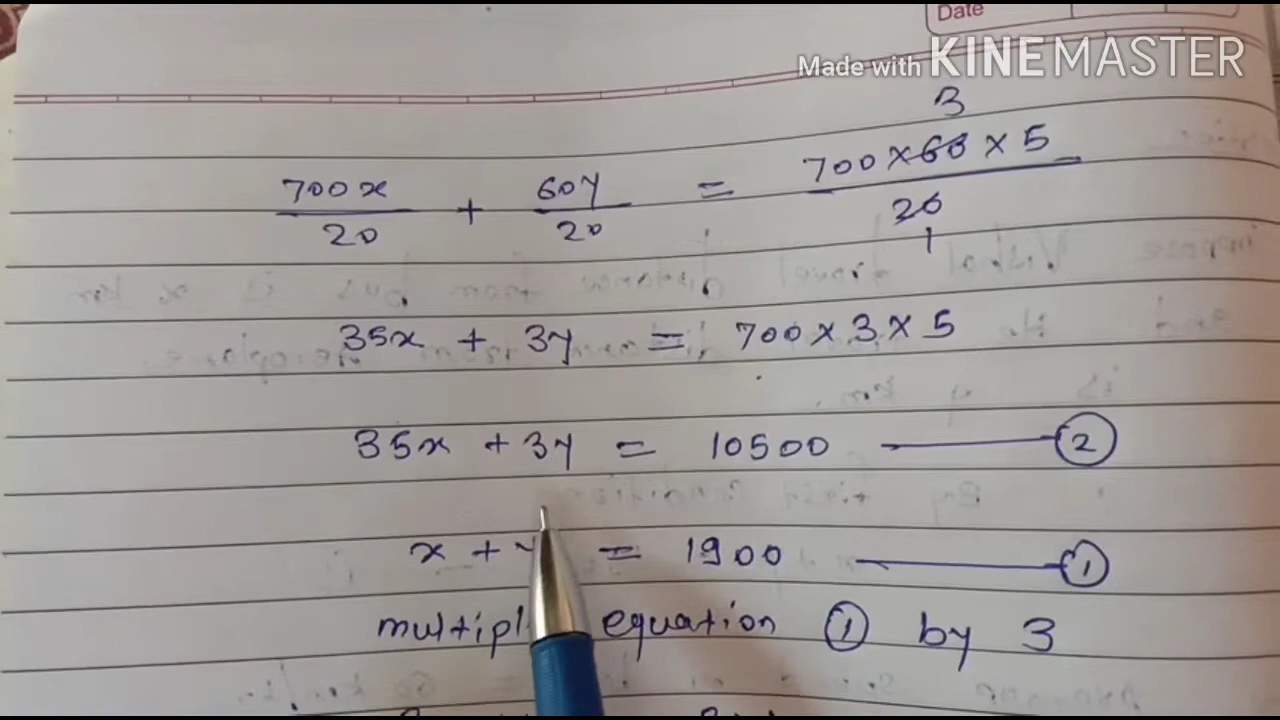 Date
Made with KINEMASTER
3
700x/20 + 60y/20 = 700 × 60 × 5/20
1
35x + 3y = 700 × 3 × 5
35x + 3y = 10500 ② 
x + y = 1900 ①
equation ① by 3